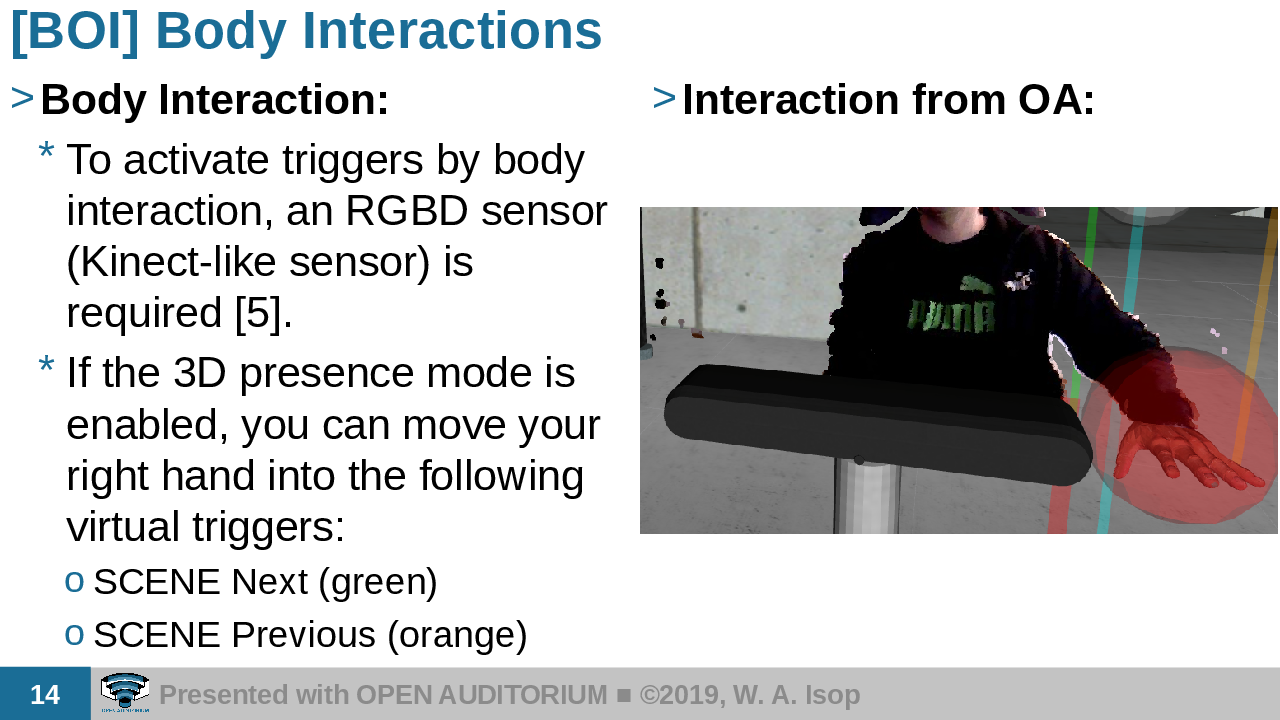 [BOI] Body Interactions
> Body Interaction:
* To activate triggers by body
interaction, an RGBD sensor
(Kinect-like sensor) is
required [5].
* If the 3D presence mode is
enabled, you can move your
right hand into the following
virtual triggers:
o SCENE Next (green)
o SCENE Previous (orange)
> Interaction from OA:
PUMA
14
OPEN AUDITORIUM
Presented with OPEN AUDITORIUM ■ ©2019, W. A. Isop